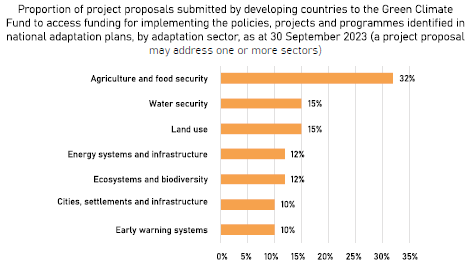 Proportion of project proposals submitted by developing countries to the Green Climate
Fund to access funding for implementing the policies, projects and programmes identified in
national adaptation plans, by adaptation sector, as at 30 September 2023 (a project proposal
may address one or more sectors)
Agriculture and food security 32%
Water security 15%
Land use 15%
Energy systems and infrastructure 12%
Ecosystems and biodiversity 12%
Cities, settlements and infrastructure 10%
Early warning systems 10%
0% 5% 10% 15% 20% 25% 30% 35%